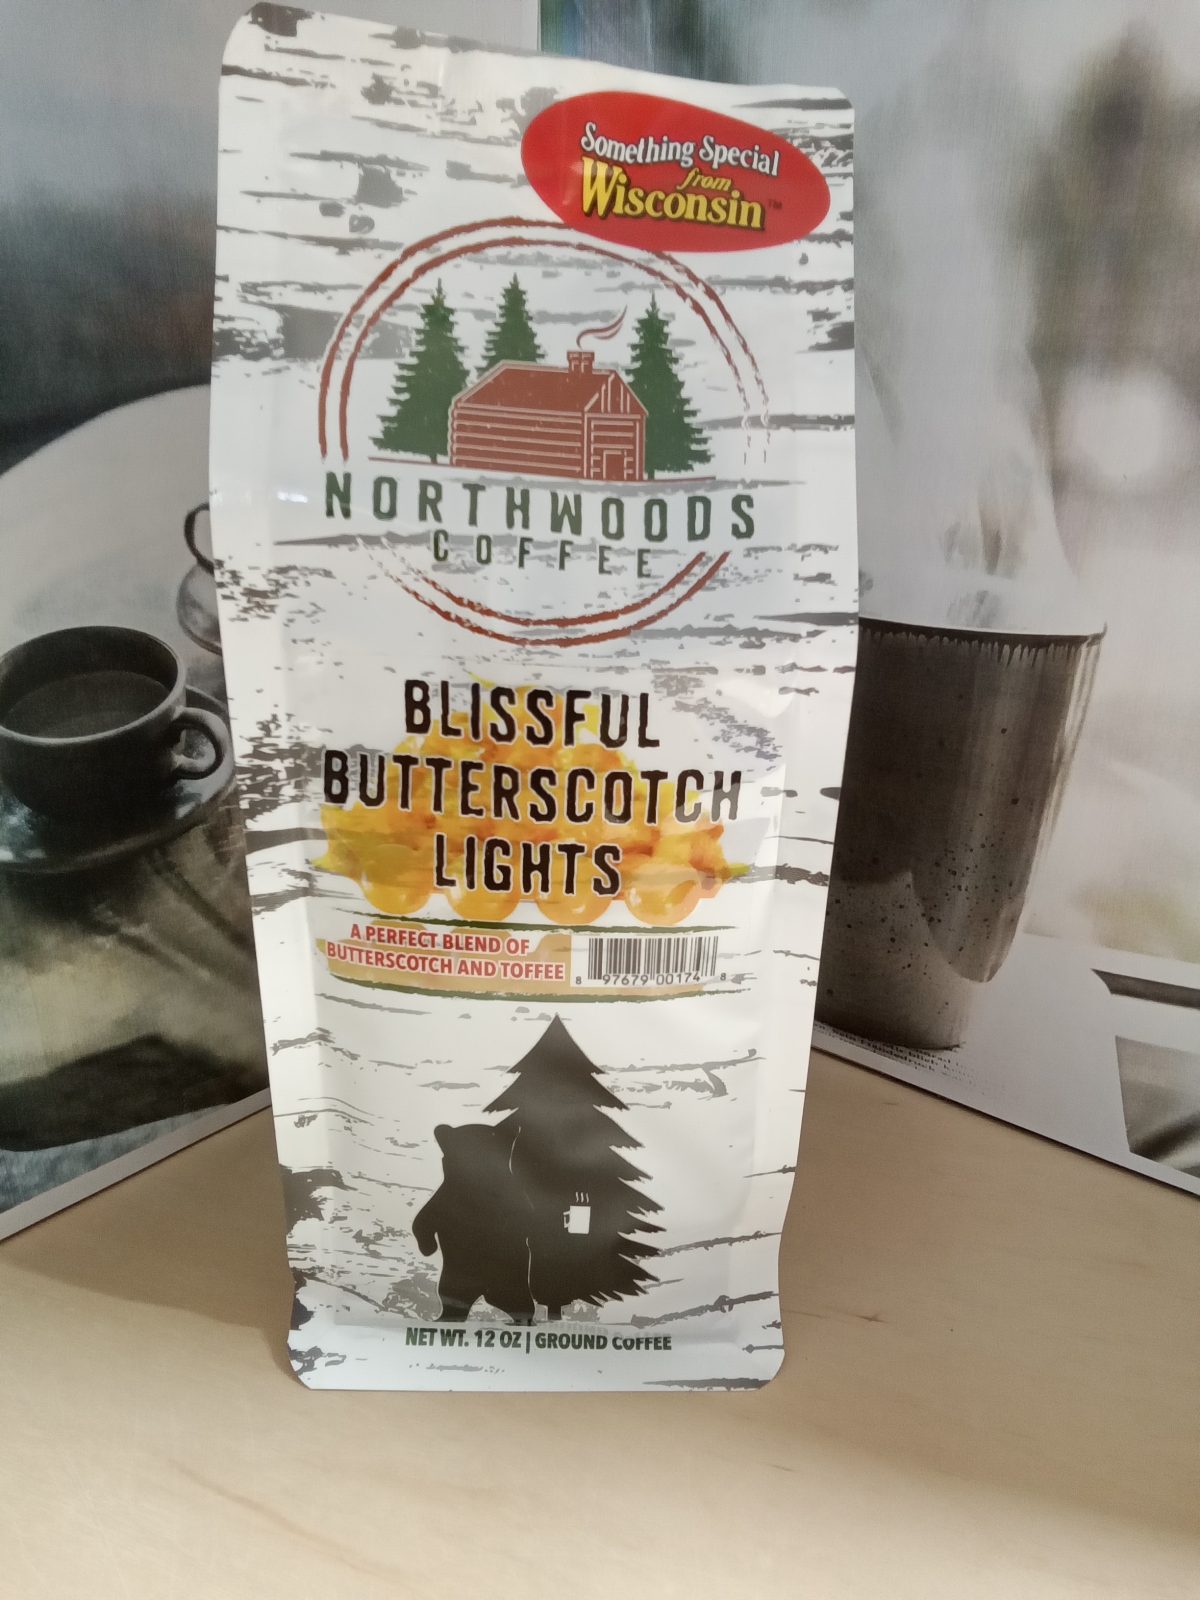 Something Special
from
Wisconsin™
NORTHWOODS
COFFEE
BLISSFUL
BUTTERSCOTCH
LIGHTS
A PERFECT BLEND OF
BUTTERSCOTCH AND TOFFEE
8 97679 00174 8
NET WT. 12 OZ | GROUND COFFEE